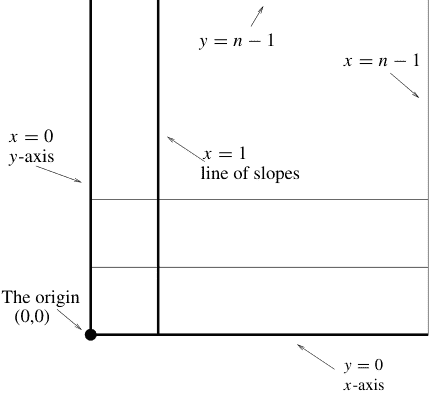 y = n − 1
x = n − 1
x = 0
y-axis
x = 1
line of slopes
The origin
(0,0)
y = 0
x-axis